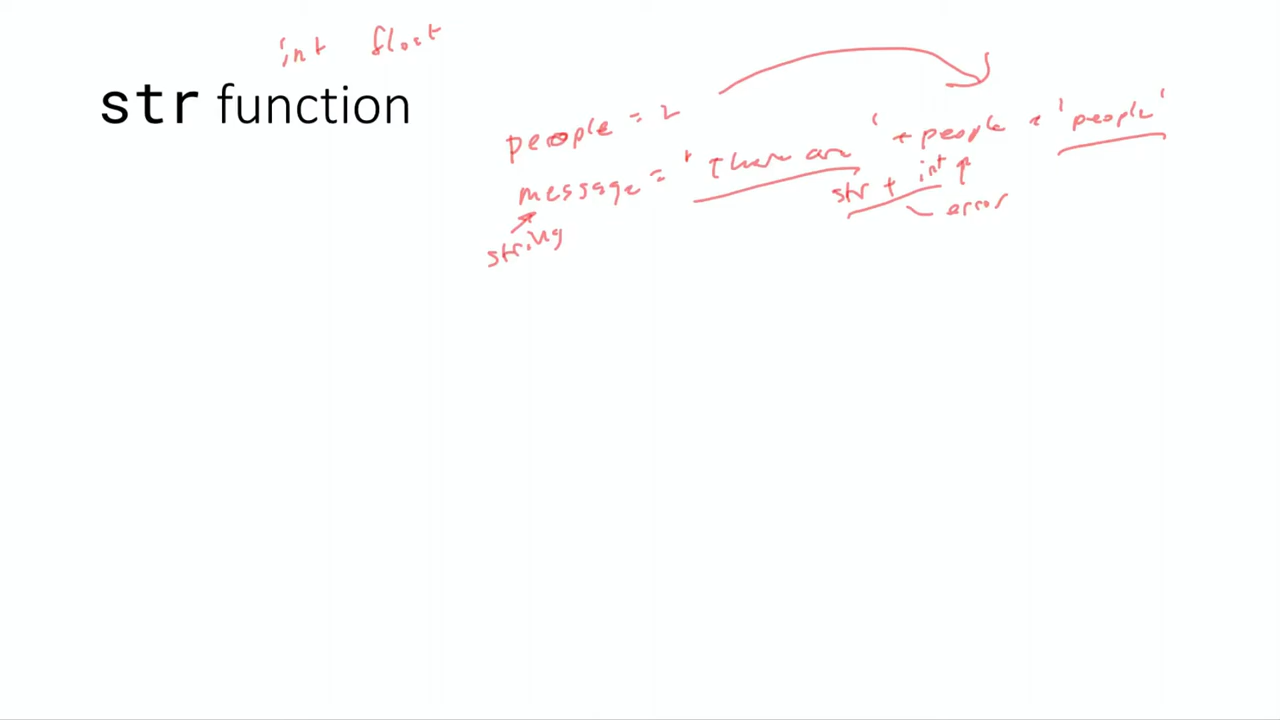 int float
str function
people = 2
message = 'There are ' + people + 'people'
str + int
error
string